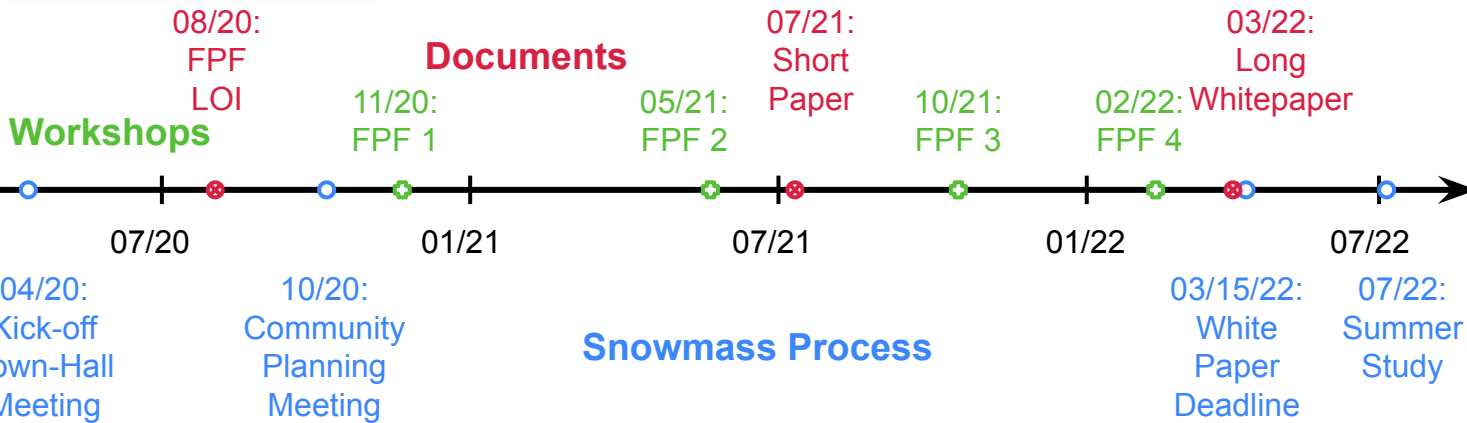 08/20:
FPF
LOI
Documents
07/21:
Short
Paper
03/22:
Long
Whitepaper
Workshops
11/20:
FPF 1
05/21:
FPF 2
10/21:
FPF 3
02/22:
FPF 4
07/20
01/21
07/21
01/22
07/22
04/20:
Kick-off
own-Hall
Meeting
10/20:
Community
Planning
Meeting
Snowmass Process
03/15/22:
White
Paper
Deadline
07/22:
Summer
Study